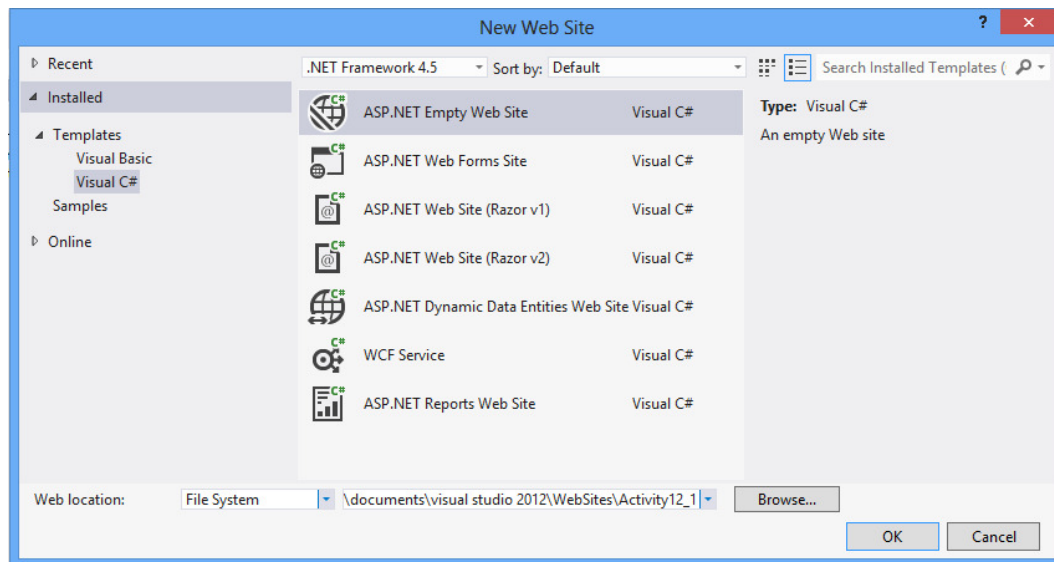 New Web Site
?
Recent
.NET Framework 4.5
Sort by: Default
Search Installed Templates (
Installed
Templates
Visual Basic
Visual C#
Samples
Online
C#
ASP.NET Empty Web Site Visual C#
C#
ASP.NET Web Forms Site Visual C#
C#
@
ASP.NET Web Site (Razor v1) Visual C#
C#
@
ASP.NET Web Site (Razor v2) Visual C#
C#
ASP.NET Dynamic Data Entities Web Site Visual C#
C#
WCF Service Visual C#
C#
ASP.NET Reports Web Site Visual C#
Type: Visual C#
An empty Web site
Web location: File System \documents\visual studio 2012\WebSites\Activity12_1 Browse...
OK Cancel